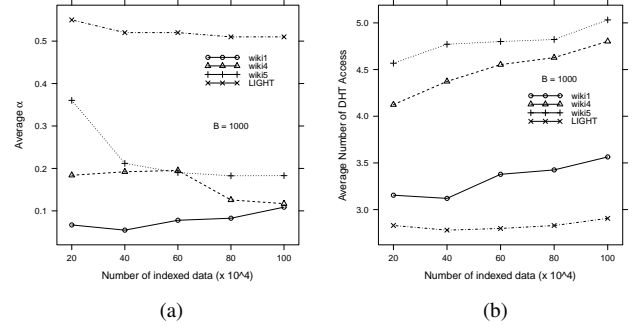 0.5
0.4
0.3
0.2
0.1
Average α
wiki1
wiki4
wiki5
LIGHT
B = 1000
20 40 60 80 100
Number of indexed data (x 10^4)
(a)
5.0
4.5
4.0
3.5
3.0
Average Number of DHT Access
B = 1000
wiki1
wiki4
wiki5
LIGHT
20 40 60 80 100
Number of indexed data (x 10^4)
(b)